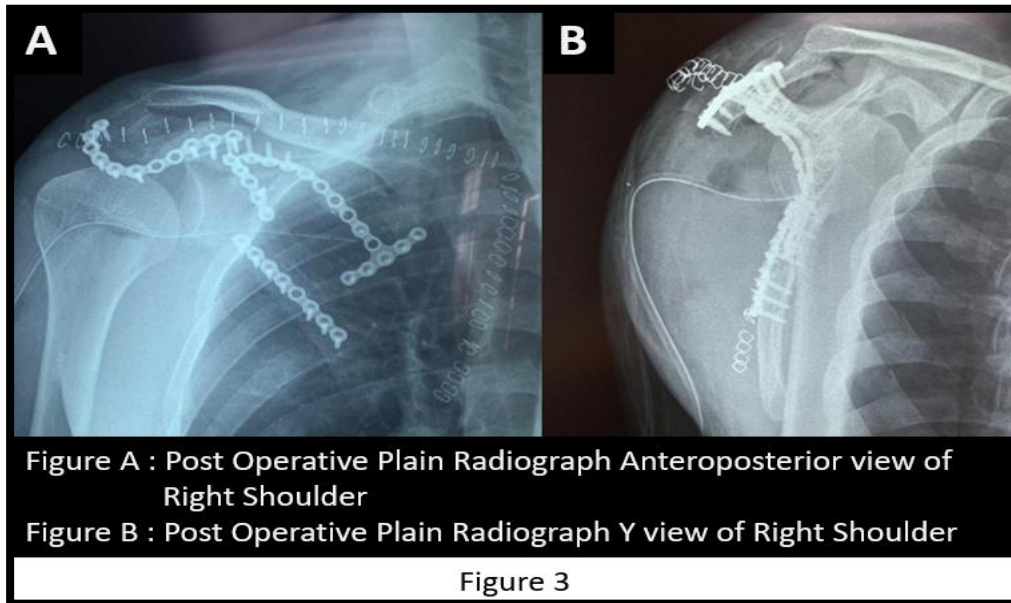 A
B
Figure A : Post Operative Plain Radiograph Anteroposterior view of
Right Shoulder
Figure B : Post Operative Plain Radiograph Y view of Right Shoulder
Figure 3